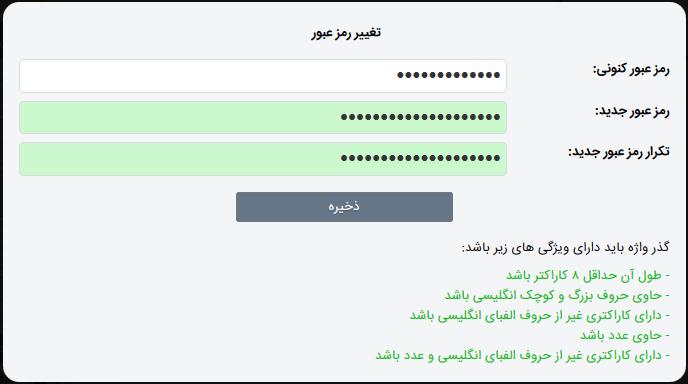 تغییر رمز عبور
رمز عبور کنونی:
•••••••••••••
رمز عبور جدید:
•••••••••••••••••••••
تکرار رمز عبور جدید:
•••••••••••••••••••••
ذخیره
گذر واژه باید دارای ویژگی های زیر باشد:
- طول آن حداقل ۸ کاراکتر باشد
- حاوی حروف بزرگ و کوچک انگلیسی باشد
- دارای کاراکتری غیر از حروف الفبای انگلیسی باشد
- حاوی عدد باشد
- دارای کاراکتری غیر از حروف الفبای انگلیسی و عدد باشد